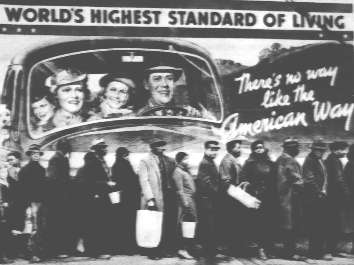 WORLD'S HIGHEST STANDARD OF LIVING
There's no way
like the
American Way